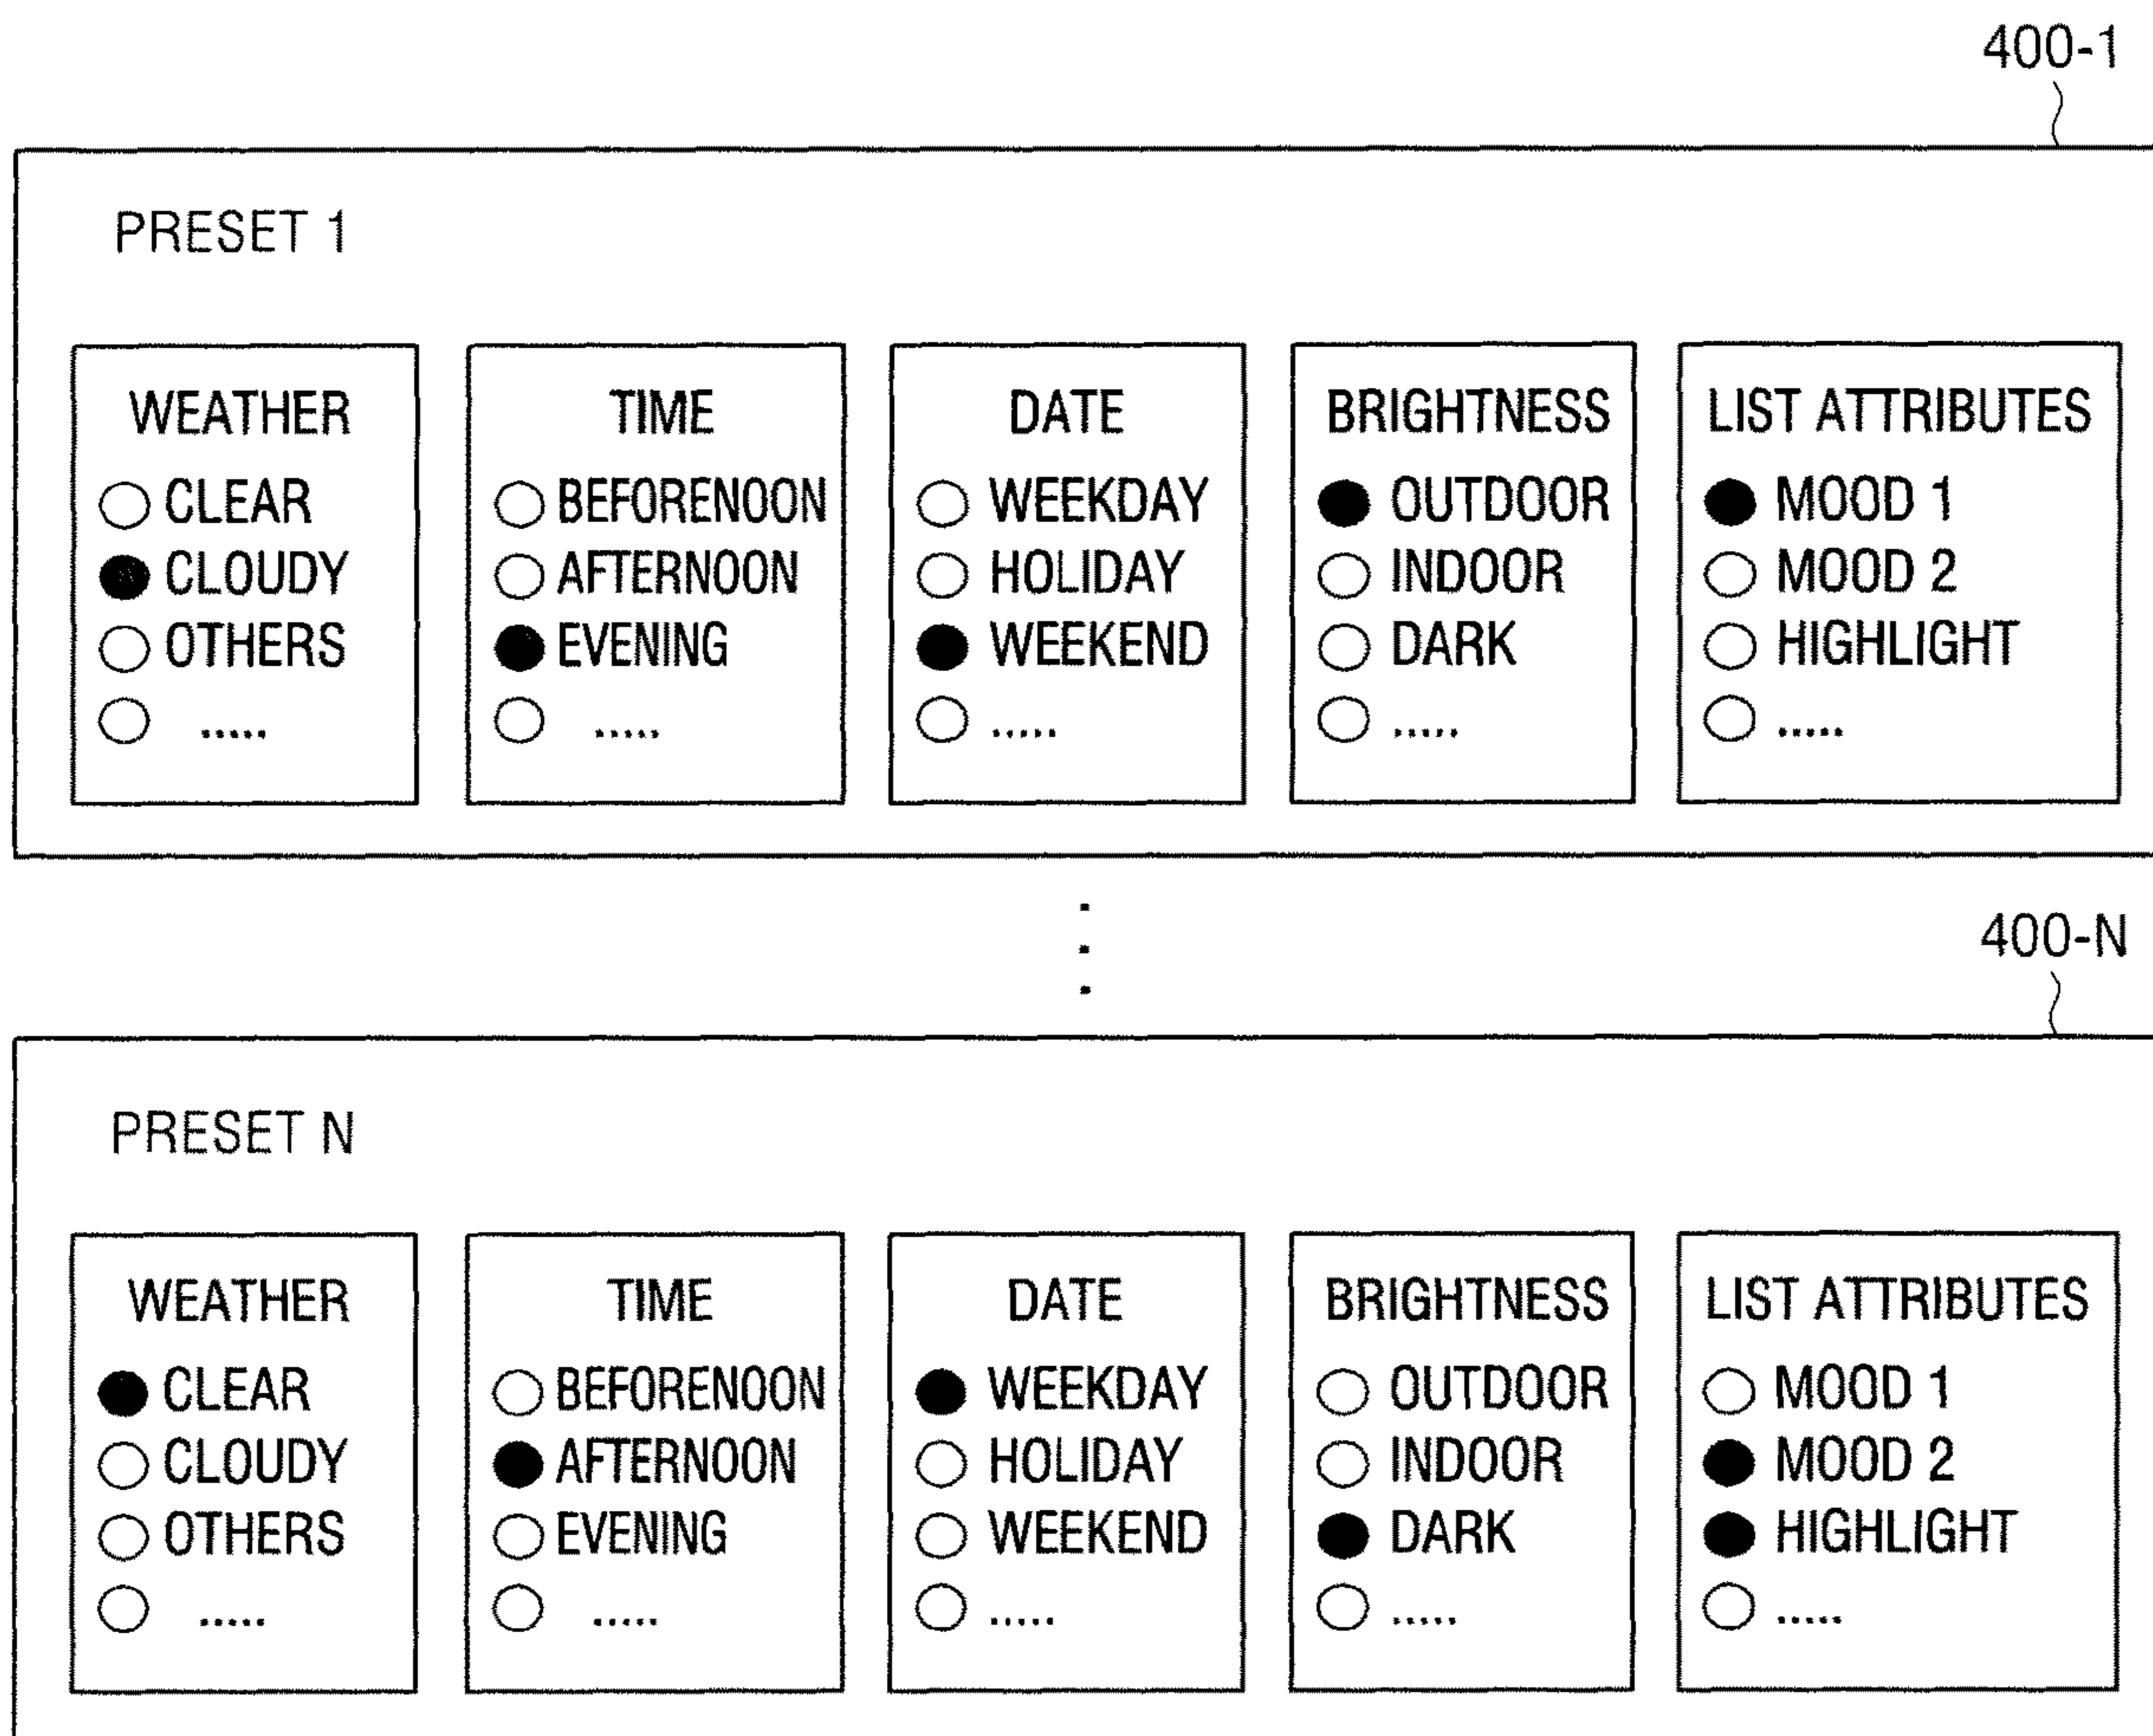 400-1
PRESET 1
WEATHER
CLEAR
CLOUDY
OTHERS
.....
TIME
BEFORENOON
AFTERNOON
EVENING
.....
DATE
WEEKDAY
HOLIDAY
WEEKEND
.....
BRIGHTNESS
OUTDOOR
INDOOR
DARK
.....
LIST ATTRIBUTES
MOOD 1
MOOD 2
HIGHLIGHT
.....
400-N
PRESET N
WEATHER
CLEAR
CLOUDY
OTHERS
.....
TIME
BEFORENOON
AFTERNOON
EVENING
.....
DATE
WEEKDAY
HOLIDAY
WEEKEND
.....
BRIGHTNESS
OUTDOOR
INDOOR
DARK
.....
LIST ATTRIBUTES
MOOD 1
MOOD 2
HIGHLIGHT
.....